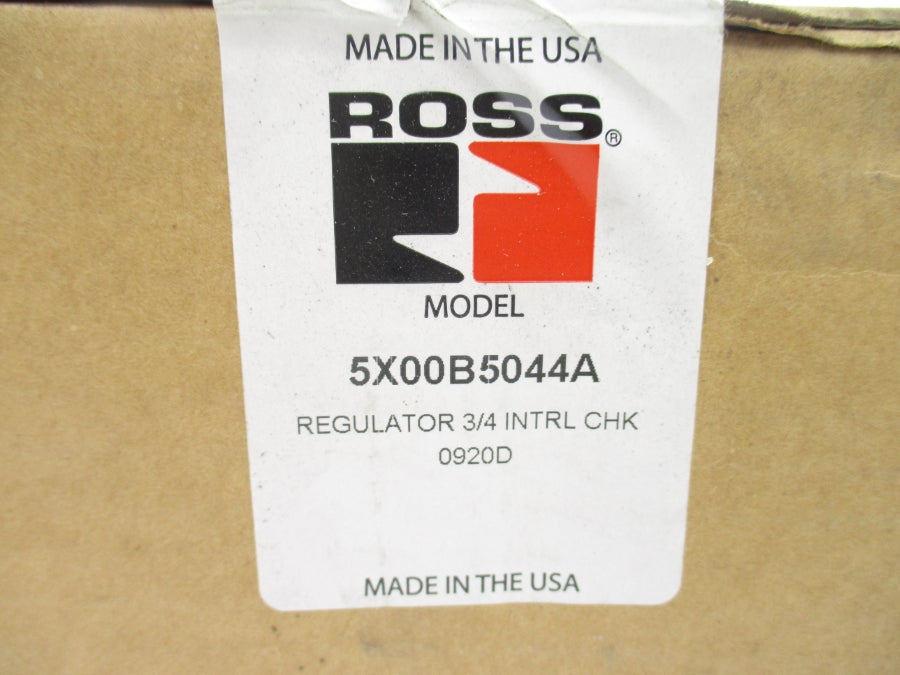 MADE IN THE USA
ROSS®
MODEL
5X00B5044A
REGULATOR 3/4 INTRL CHK
0920D
MADE IN THE USA